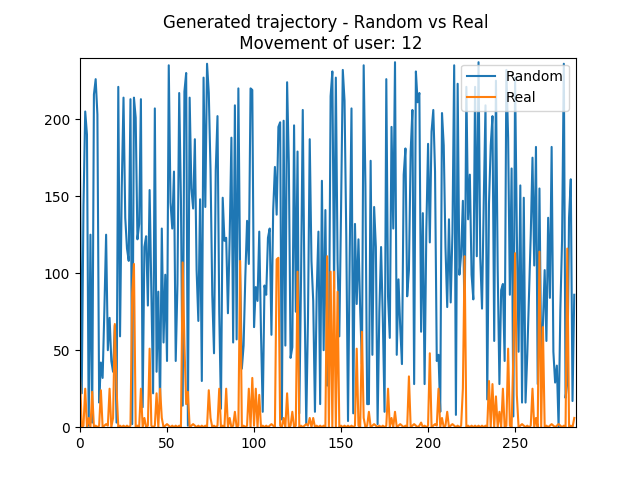 Generated trajectory - Random vs Real
Movement of user: 12
Random
Real
200
150
100
50
0
0 50 100 150 200 250